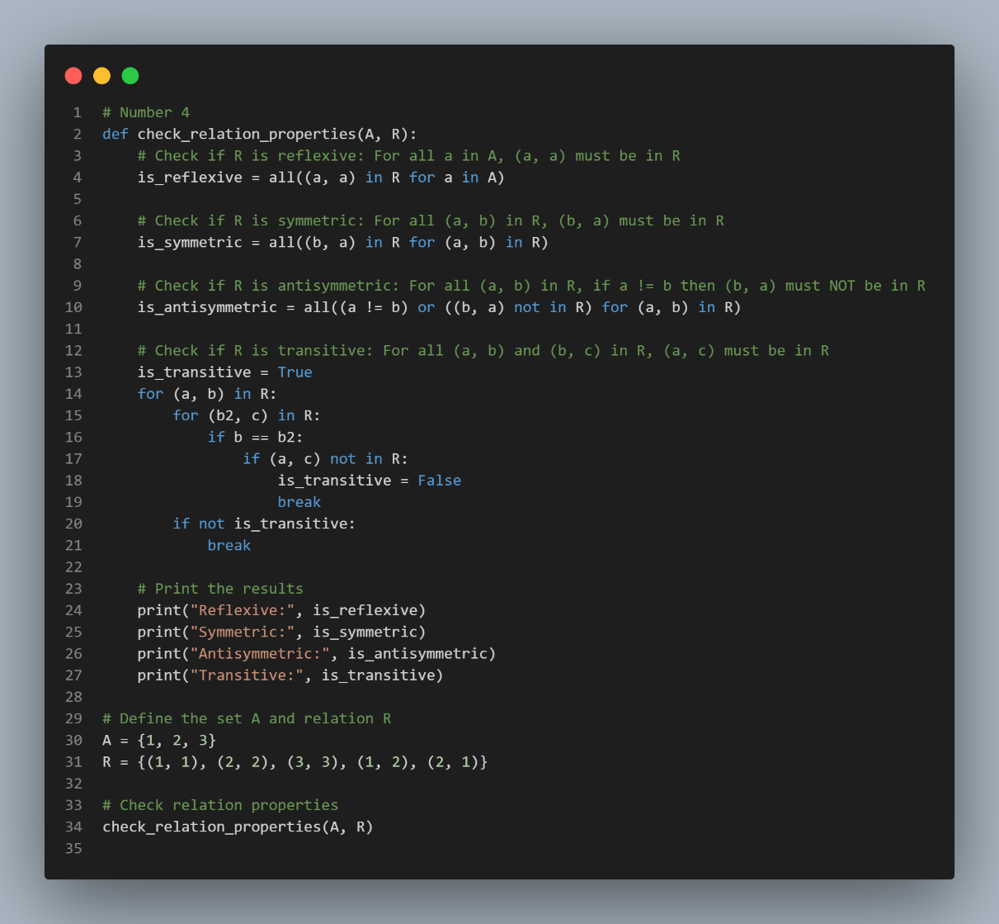 1 # Number 4
2 def check_relation_properties(A, R):
3     # Check if R is reflexive: For all a in A, (a, a) must be in R
4     is_reflexive = all((a, a) in R for a in A)
5
6     # Check if R is symmetric: For all (a, b) in R, (b, a) must be in R
7     is_symmetric = all((b, a) in R for (a, b) in R)
8
9     # Check if R is antisymmetric: For all (a, b) in R, if a != b then (b, a) must NOT be in R
10     is_antisymmetric = all((a != b) or ((b, a) not in R) for (a, b) in R)
11
12     # Check if R is transitive: For all (a, b) and (b, c) in R, (a, c) must be in R
13     is_transitive = True
14     for (a, b) in R:
15         for (b2, c) in R:
16             if b == b2:
17                 if (a, c) not in R:
18                     is_transitive = False
19                     break
20         if not is_transitive:
21             break
22
23     # Print the results
24     print("Reflexive:", is_reflexive)
25     print("Symmetric:", is_symmetric)
26     print("Antisymmetric:", is_antisymmetric)
27     print("Transitive:", is_transitive)
28
29 # Define the set A and relation R
30 A = {1, 2, 3}
31 R = {(1, 1), (2, 2), (3, 3), (1, 2), (2, 1)}
32
33 # Check relation properties
34 check_relation_properties(A, R)
35